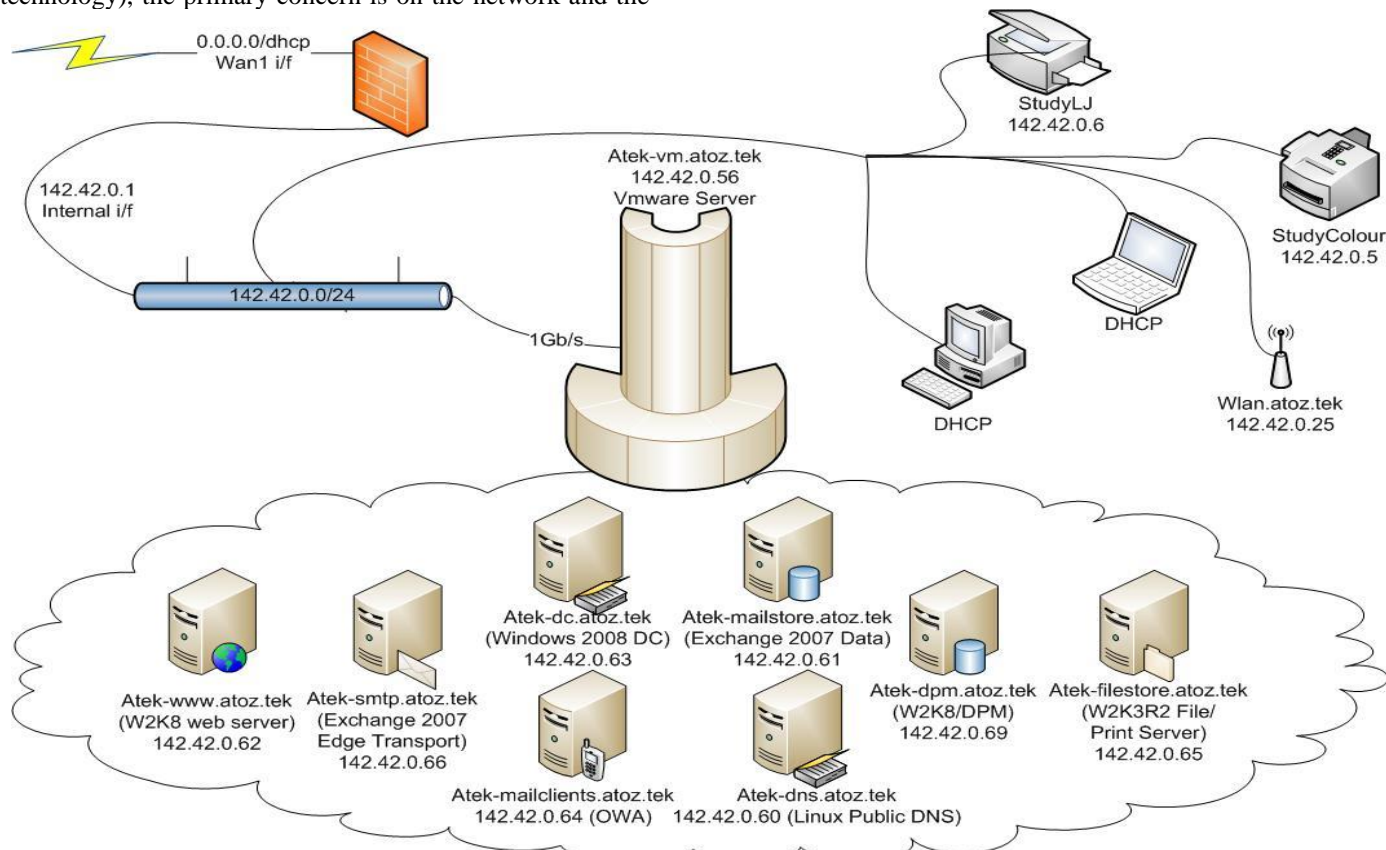 technology), the primary concern is on the network and the
0.0.0.0/dhcp
Wan1 i/f
StudyLJ
142.42.0.6
Atek-vm.atoz.tek
142.42.0.56
Vmware Server
142.42.0.1
Internal i/f
StudyColour
142.42.0.5
142.42.0.0/24
DHCP
1Gb/s
DHCP
Wlan.atoz.tek
142.42.0.25
Atek-dc.atoz.tek
(Windows 2008 DC)
142.42.0.63
Atek-mailstore.atoz.tek
(Exchange 2007 Data)
142.42.0.61
Atek-www.atoz.tek
(W2K8 web server)
142.42.0.62
Atek-smtp.atoz.tek
(Exchange 2007
Edge Transport)
142.42.0.66
Atek-dpm.atoz.tek
(W2K8/DPM)
142.42.0.69
Atek-filestore.atoz.tek
(W2K3R2 File/
Print Server)
142.42.0.65
Atek-mailclients.atoz.tek
142.42.0.64 (OWA)
Atek-dns.atoz.tek
142.42.0.60 (Linux Public DNS)